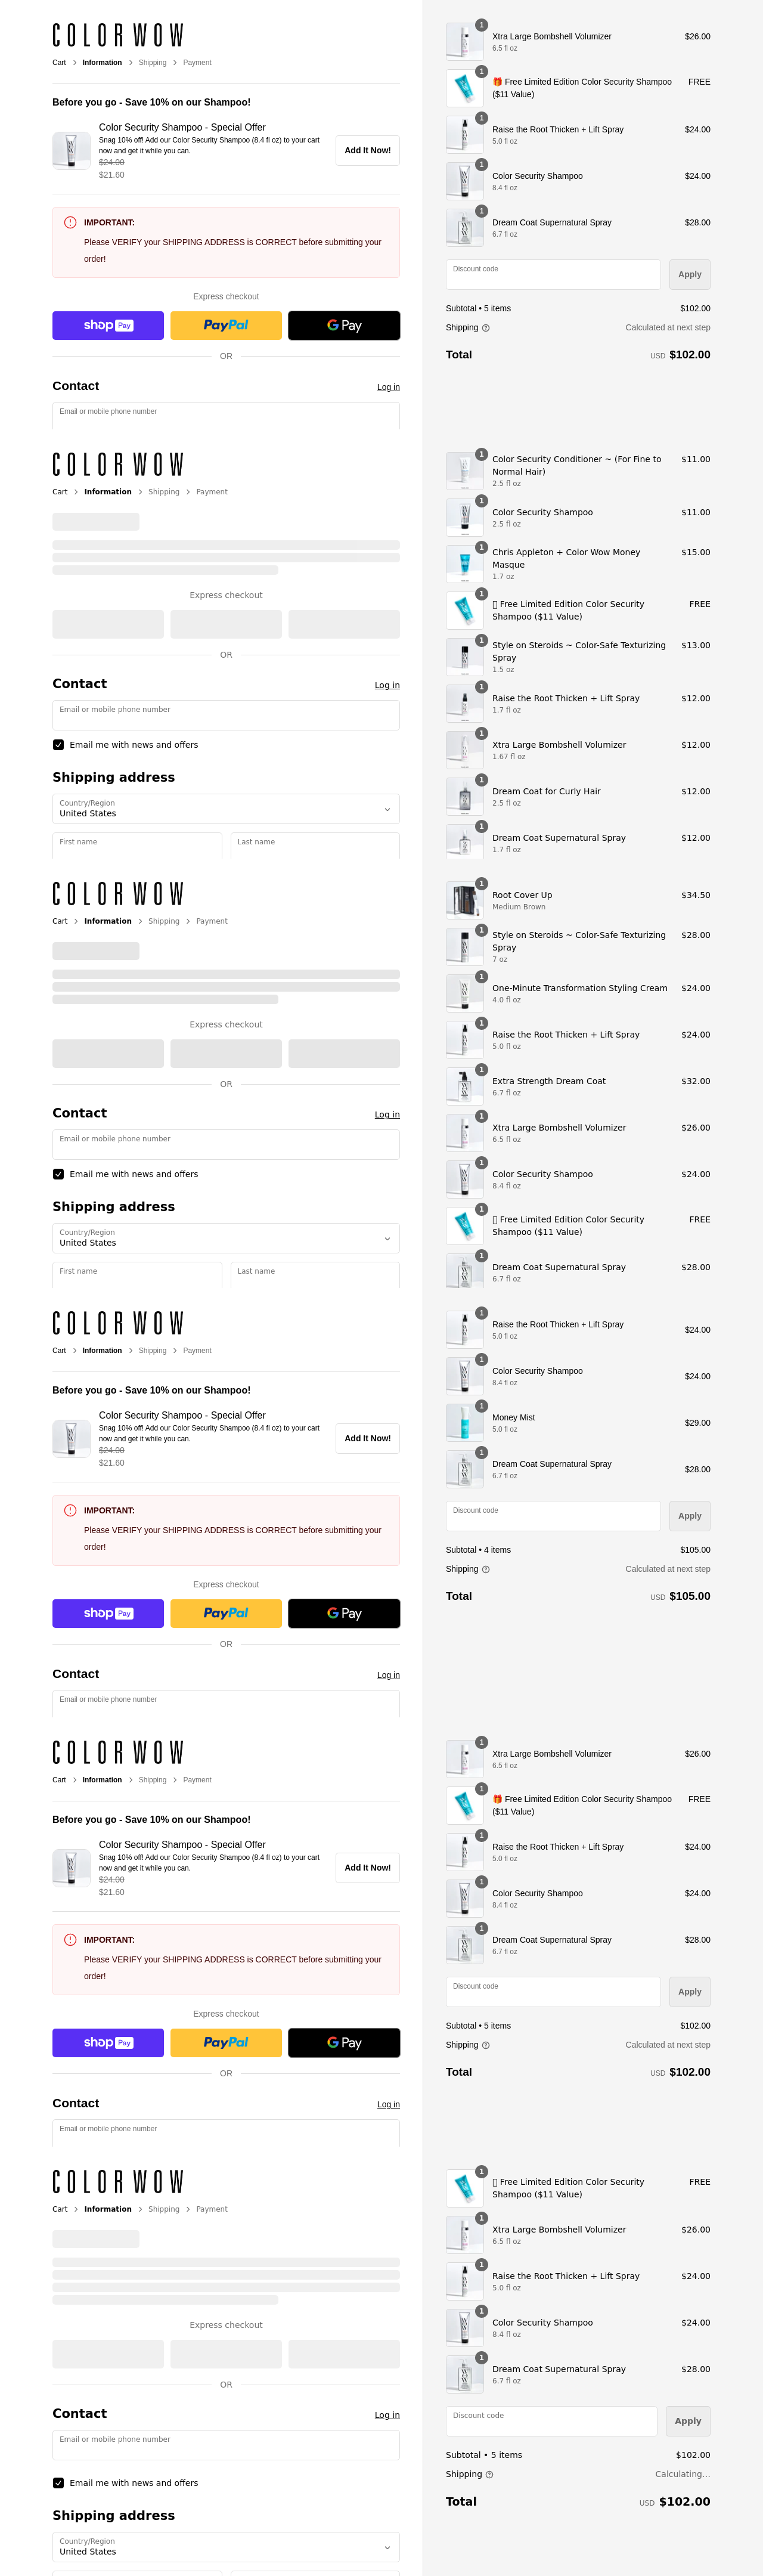 COLOR WOW
Cart > Information > Shipping > Payment
Before you go - Save 10% on our Shampoo!
Color Security Shampoo - Special Offer
Snag 10% off! Add our Color Security Shampoo (8.4 fl oz) to your cart
now and get it while you can.
$24.00
$21.60
Add It Now!
IMPORTANT:
Please VERIFY your SHIPPING ADDRESS is CORRECT before submitting your
order!
Express checkout
shop Pay
PayPal
G Pay
OR
Contact
Log in
Email or mobile phone number
1
Xtra Large Bombshell Volumizer
$26.00
6.5 fl oz
1
🎁 Free Limited Edition Color Security Shampoo
FREE
($11 Value)
1
Raise the Root Thicken + Lift Spray
$24.00
5.0 fl oz
1
Color Security Shampoo
$24.00
8.4 fl oz
1
Dream Coat Supernatural Spray
$28.00
6.7 fl oz
Discount code
Apply
Subtotal • 5 items
$102.00
Shipping
Calculated at next step
Total
USD $102.00
COLOR WOW
Cart > Information > Shipping > Payment
Express checkout
OR
Contact
Log in
Email or mobile phone number
Email me with news and offers
Shipping address
Country/Region
United States
First name
Last name
1
Color Security Conditioner ~ (For Fine to
$11.00
Normal Hair)
2.5 fl oz
1
Color Security Shampoo
$11.00
2.5 fl oz
1
Chris Appleton + Color Wow Money
$15.00
Masque
1.7 oz
1
Free Limited Edition Color Security
FREE
Shampoo ($11 Value)
1
Style on Steroids ~ Color-Safe Texturizing
$13.00
Spray
1.5 oz
1
Raise the Root Thicken + Lift Spray
$12.00
1.7 fl oz
1
Xtra Large Bombshell Volumizer
$12.00
1.67 fl oz
1
Dream Coat for Curly Hair
$12.00
2.5 fl oz
1
Dream Coat Supernatural Spray
$12.00
1.7 fl oz
COLOR WOW
Cart > Information > Shipping > Payment
Express checkout
OR
Contact
Log in
Email or mobile phone number
Email me with news and offers
Shipping address
Country/Region
United States
First name
Last name
1
Root Cover Up
$34.50
Medium Brown
1
Style on Steroids ~ Color-Safe Texturizing
$28.00
Spray
7 oz
1
One-Minute Transformation Styling Cream
$24.00
4.0 fl oz
1
Raise the Root Thicken + Lift Spray
$24.00
5.0 fl oz
1
Extra Strength Dream Coat
$32.00
6.7 fl oz
1
Xtra Large Bombshell Volumizer
$26.00
6.5 fl oz
1
Color Security Shampoo
$24.00
8.4 fl oz
1
Free Limited Edition Color Security
FREE
Shampoo ($11 Value)
1
Dream Coat Supernatural Spray
$28.00
6.7 fl oz
COLOR WOW
Cart > Information > Shipping > Payment
Before you go - Save 10% on our Shampoo!
Color Security Shampoo - Special Offer
Snag 10% off! Add our Color Security Shampoo (8.4 fl oz) to your cart
now and get it while you can.
$24.00
$21.60
Add It Now!
IMPORTANT:
Please VERIFY your SHIPPING ADDRESS is CORRECT before submitting your
order!
Express checkout
shop Pay
PayPal
G Pay
OR
Contact
Log in
Email or mobile phone number
1
Raise the Root Thicken + Lift Spray
$24.00
5.0 fl oz
1
Color Security Shampoo
$24.00
8.4 fl oz
1
Money Mist
$29.00
5.0 fl oz
1
Dream Coat Supernatural Spray
$28.00
6.7 fl oz
Discount code
Apply
Subtotal • 4 items
$105.00
Shipping
Calculated at next step
Total
USD $105.00
COLOR WOW
Cart > Information > Shipping > Payment
Before you go - Save 10% on our Shampoo!
Color Security Shampoo - Special Offer
Snag 10% off! Add our Color Security Shampoo (8.4 fl oz) to your cart
now and get it while you can.
$24.00
$21.60
Add It Now!
IMPORTANT:
Please VERIFY your SHIPPING ADDRESS is CORRECT before submitting your
order!
Express checkout
shop Pay
PayPal
G Pay
OR
Contact
Log in
Email or mobile phone number
1
Xtra Large Bombshell Volumizer
$26.00
6.5 fl oz
1
🎁 Free Limited Edition Color Security Shampoo
FREE
($11 Value)
1
Raise the Root Thicken + Lift Spray
$24.00
5.0 fl oz
1
Color Security Shampoo
$24.00
8.4 fl oz
1
Dream Coat Supernatural Spray
$28.00
6.7 fl oz
Discount code
Apply
Subtotal • 5 items
$102.00
Shipping
Calculated at next step
Total
USD $102.00
COLOR WOW
Cart > Information > Shipping > Payment
Express checkout
OR
Contact
Log in
Email or mobile phone number
Email me with news and offers
Shipping address
Country/Region
United States
1
Free Limited Edition Color Security
FREE
Shampoo ($11 Value)
1
Xtra Large Bombshell Volumizer
$26.00
6.5 fl oz
1
Raise the Root Thicken + Lift Spray
$24.00
5.0 fl oz
1
Color Security Shampoo
$24.00
8.4 fl oz
1
Dream Coat Supernatural Spray
$28.00
6.7 fl oz
Discount code
Apply
Subtotal • 5 items
$102.00
Shipping
Calculating...
Total
USD $102.00